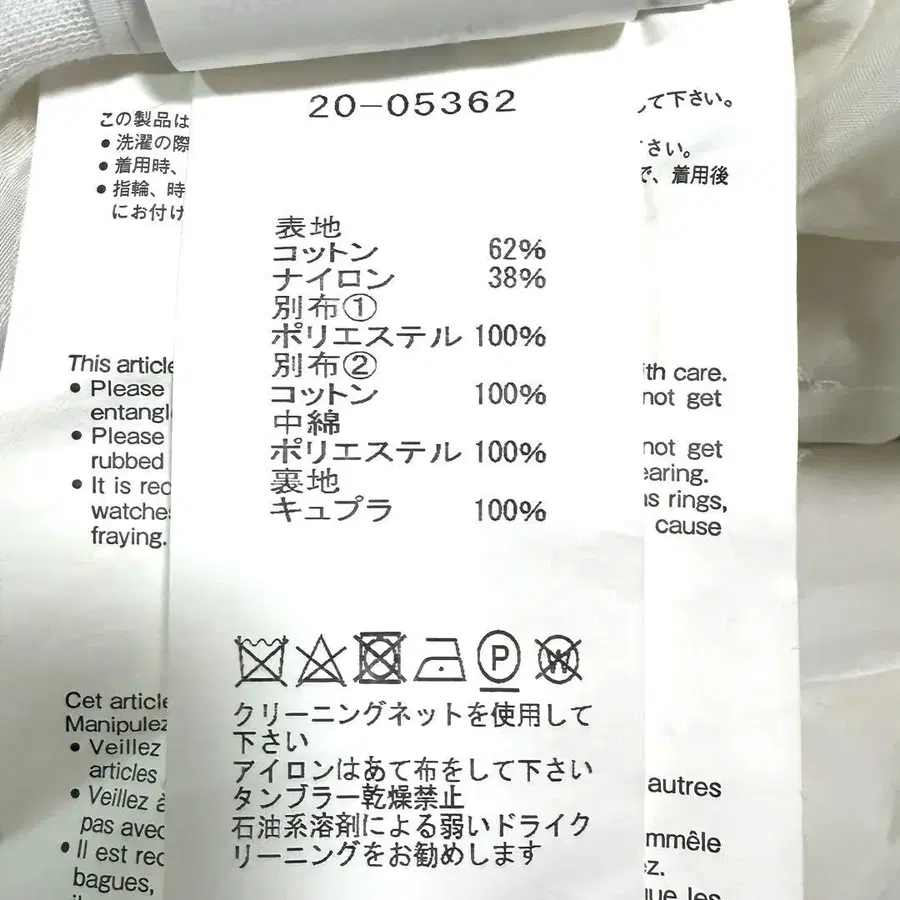 20-05362
表地
コットン 62%
ナイロン 38%
別布①
ポリエステル 100%
別布②
コットン 100%
中綿
ポリエステル 100%
裏地
キュプラ 100%
P
W
クリーニングネットを使用して
下さい
アイロンはあて布をして下さい
タンブラー乾燥禁止
石油系溶剤による弱いドライク
リーニングをお勧めします
この製品は
● 洗濯の際
● 着用時、
● 指輪、時
にお付け
して下さい。
さい。
で、着用後
This article
● Please
entangl
● Please
rubbed
● It is rec
watches
fraying.
th care.
not get
not get
earing.
as rings,
cause
Cet article
Manipulez
● Veillez
articles
● Veillez à
pas avec
● Il est rec
bagues,
autres
mmêle
ez.
que les